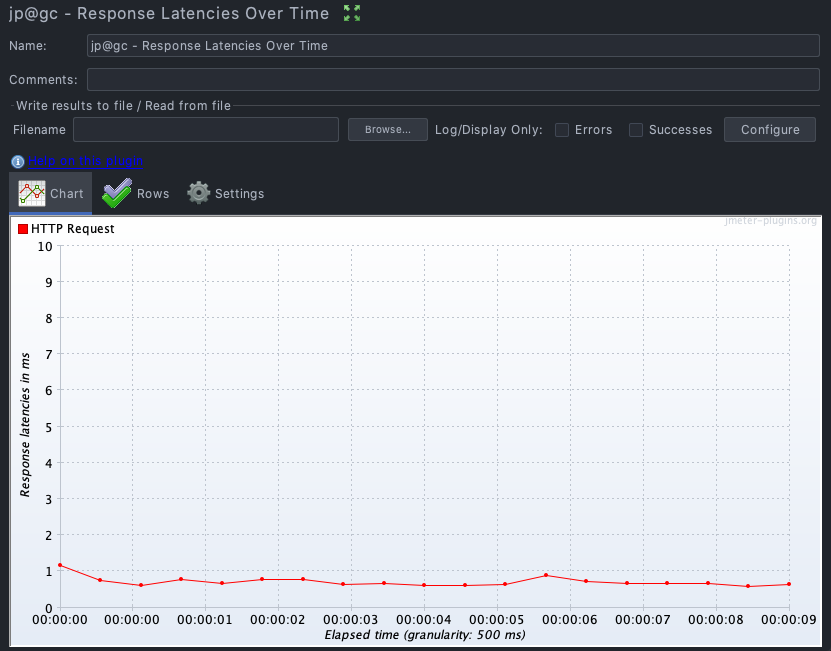 jp@gc - Response Latencies Over Time
Name: jp@gc - Response Latencies Over Time
Comments:
Write results to file / Read from file
Filename Browse... Log/Display Only: Errors Successes Configure
Help on this plugin
Chart Rows Settings
jmeter-plugins.org
HTTP Request
10
9
8
7
6
5
4
3
2
1
0
Response latencies in ms
00:00:00 00:00:00 00:00:01 00:00:02 00:00:03 00:00:04 00:00:05 00:00:06 00:00:07 00:00:08 00:00:09
Elapsed time (granularity: 500 ms)